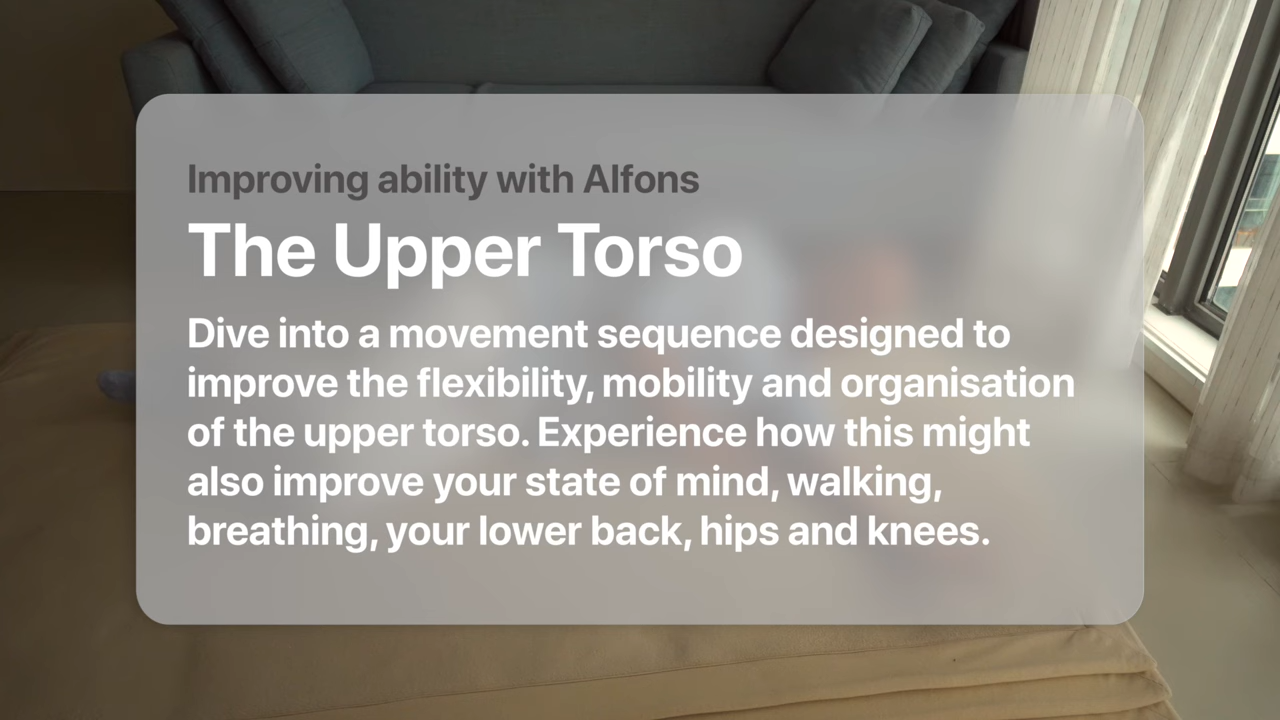 Improving ability with Alfons
The Upper Torso
Dive into a movement sequence designed to
improve the flexibility, mobility and organisation
of the upper torso. Experience how this might
also improve your state of mind, walking,
breathing, your lower back, hips and knees.